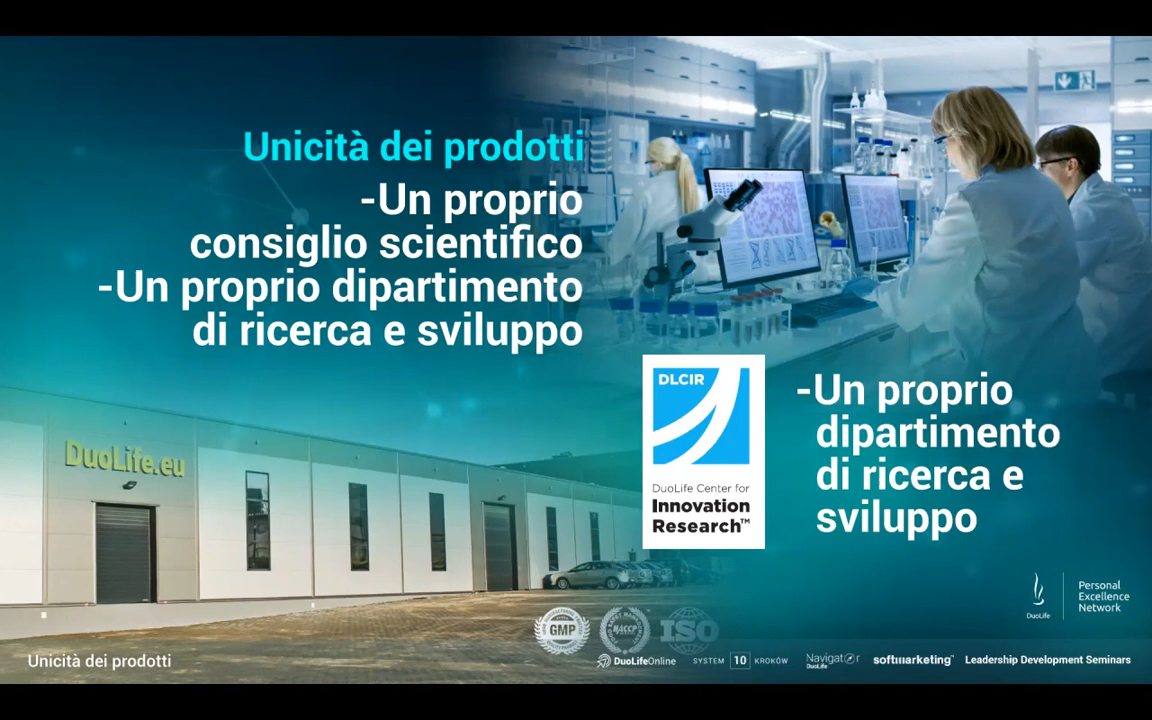 Unicità dei prodotti
-Un proprio
consiglio scientifico
-Un proprio dipartimento
di ricerca e sviluppo
DuoLife.eu
DLCIR
DuoLife Center for
Innovation
Research™
-Un proprio
dipartimento
di ricerca e
sviluppo
DuoLife
Personal
Excellence
Network
GMP
HACCP
ISO
Unicità dei prodotti
DuoLifeOnline
SYSTEM 10 KROKÓW
Navigator
DuoLife
softmarketing™
Leadership Development Seminars